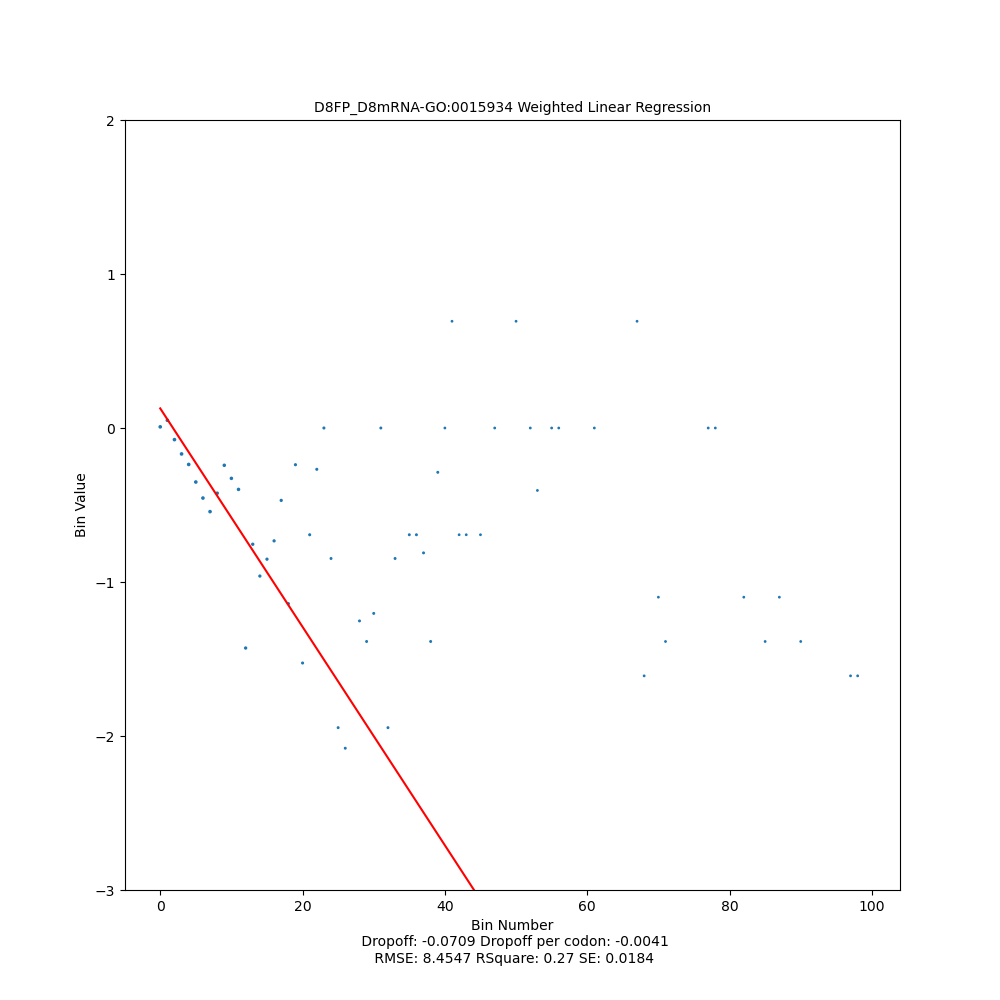 D8FP_D8mRNA-GO:0015934 Weighted Linear Regression
2
1
0
−1
−2
−3
Bin Value
0 20 40 60 80 100
Bin Number
Dropoff: -0.0709 Dropoff per codon: -0.0041
RMSE: 8.4547 RSquare: 0.27 SE: 0.0184